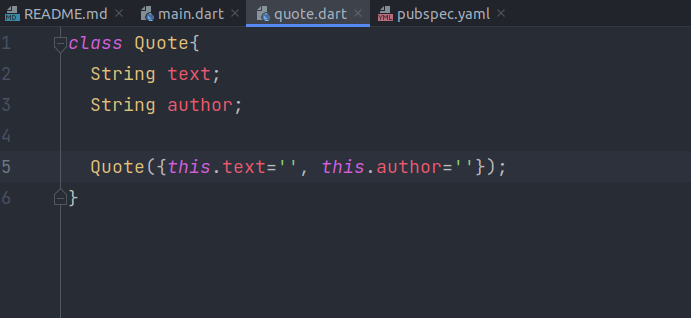 README.md × main.dart × quote.dart × pubspec.yaml ×
1 class Quote{
2 String text;
3 String author;
4
5 Quote({this.text='', this.author=''});
6 }